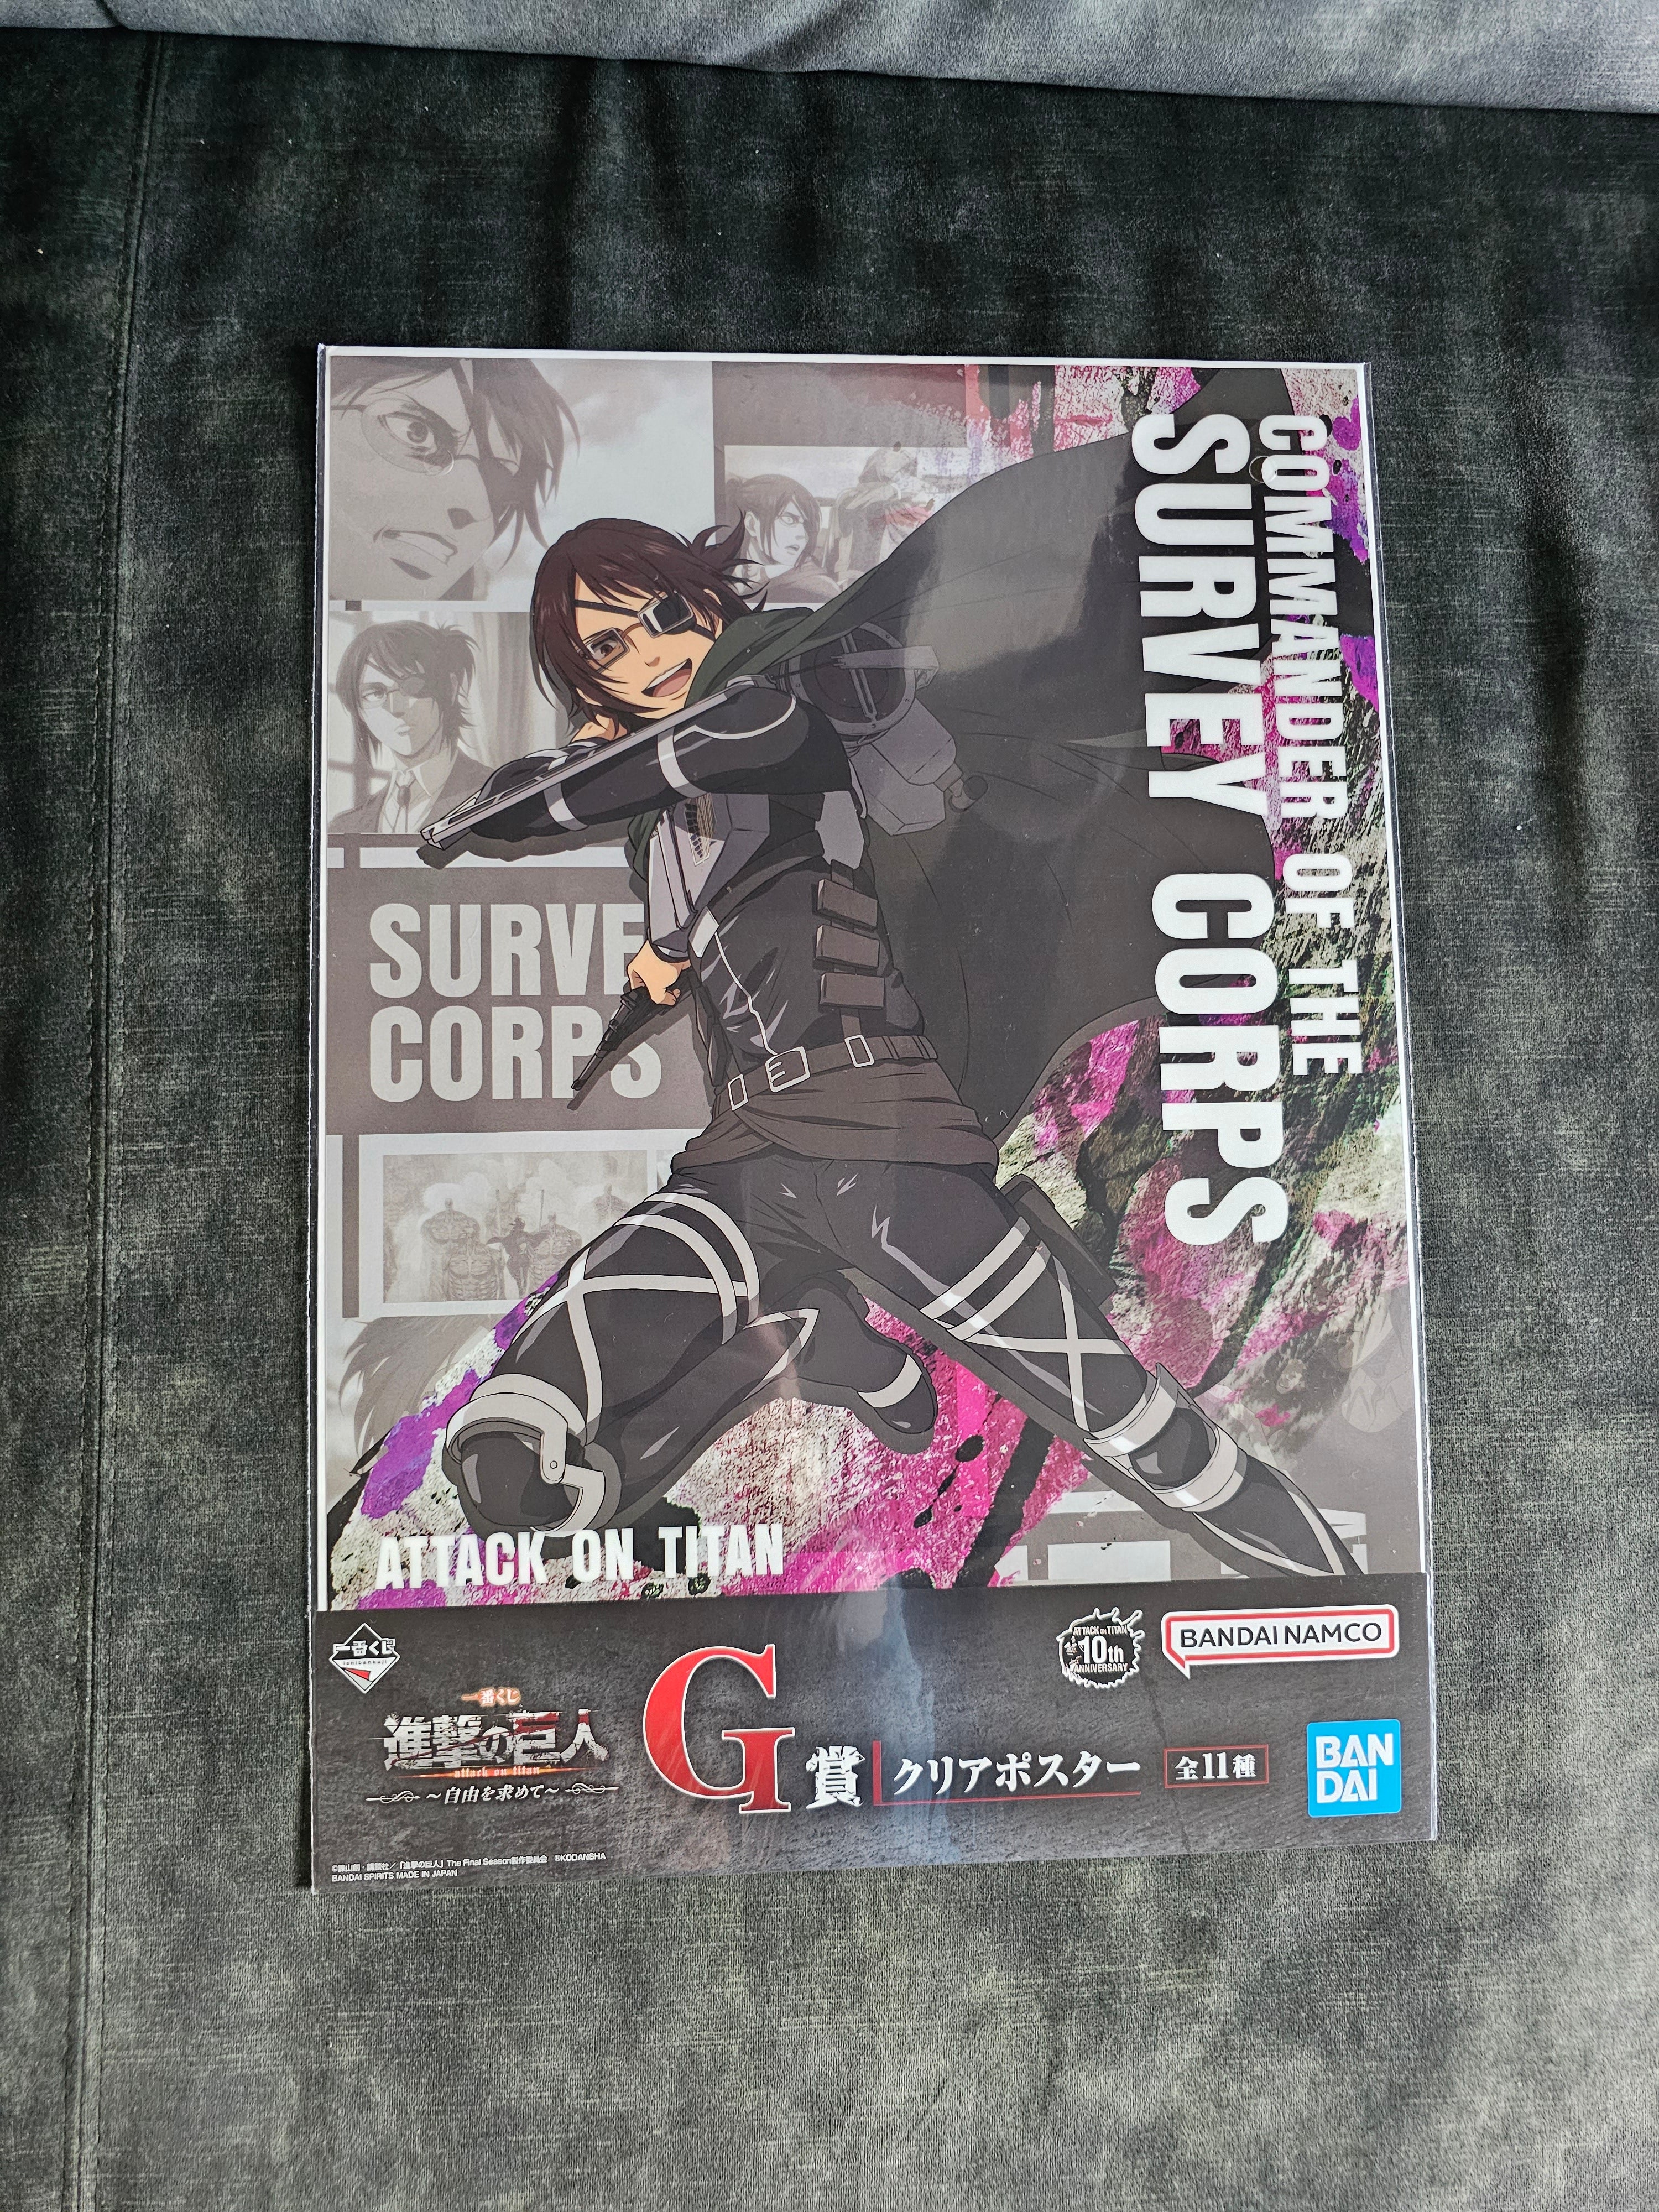 COMMANDER OF THE
SURVEY CORPS
SURVE
CORPS
ATTACK ON TITAN
一番くじ
ichibankuji
一番くじ
進撃の巨人
attack on titan
~自由を求めて~
G賞
クリアポスター
全11種
ATTACK on TITAN
10th
ANNIVERSARY
BANDAI NAMCO
BAN
DAI
©諫山創・講談社/「進撃の巨人」The Final Season製作委員会 ®KODANSHA
BANDAI SPIRITS MADE IN JAPAN